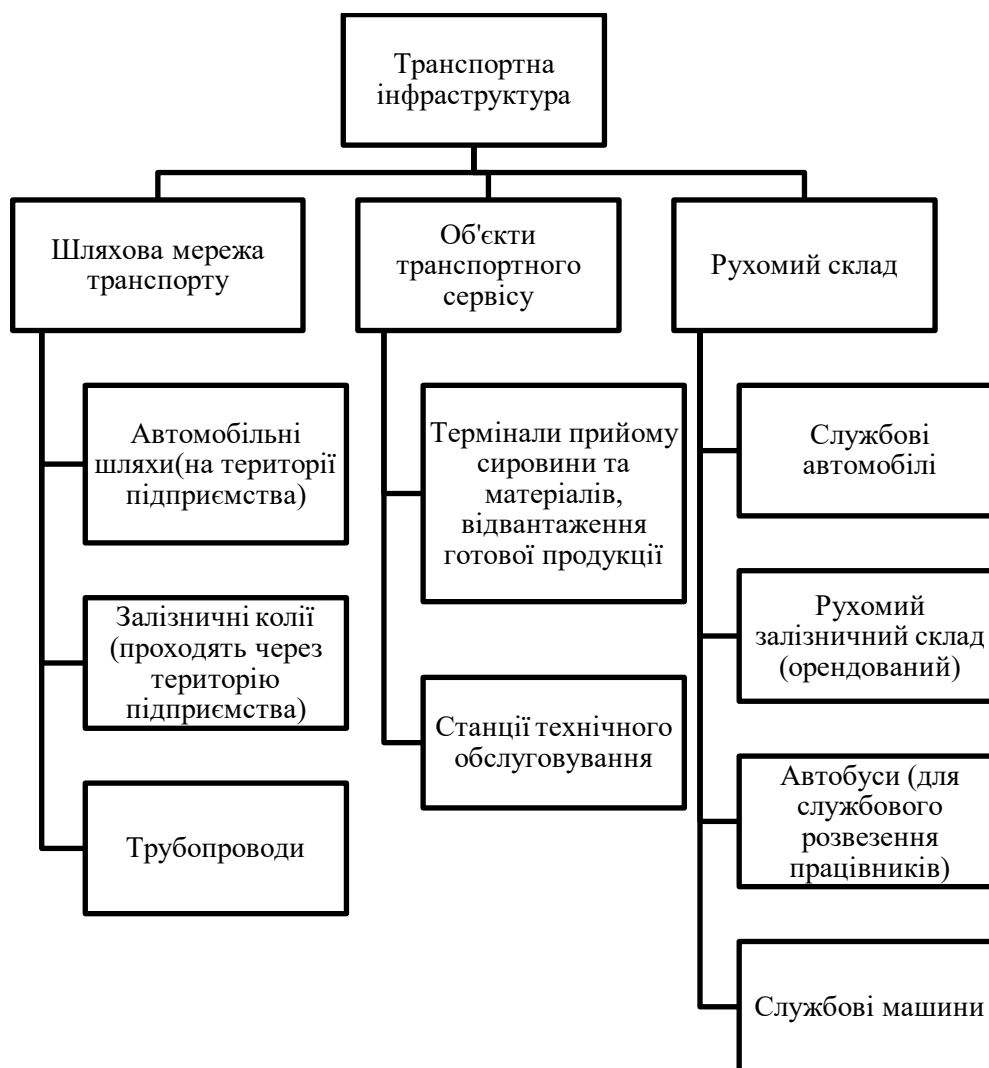 Транспортна
інфраструктура
Шляхова мережа
транспорту
Об'єкти
транспортного
сервісу
Рухомий склад
Автомобільні
шляхи(на території
підприємства)
Залізничні колії
(проходять через
територію
підприємства)
Трубопроводи
Термінали прийому
сировини та
матеріалів,
відвантаження
готової продукції
Станції технічного
обслуговування
Службові
автомобілі
Рухомий
залізничний склад
(орендований)
Автобуси (для
службового
розвезення
працівників)
Службові машини